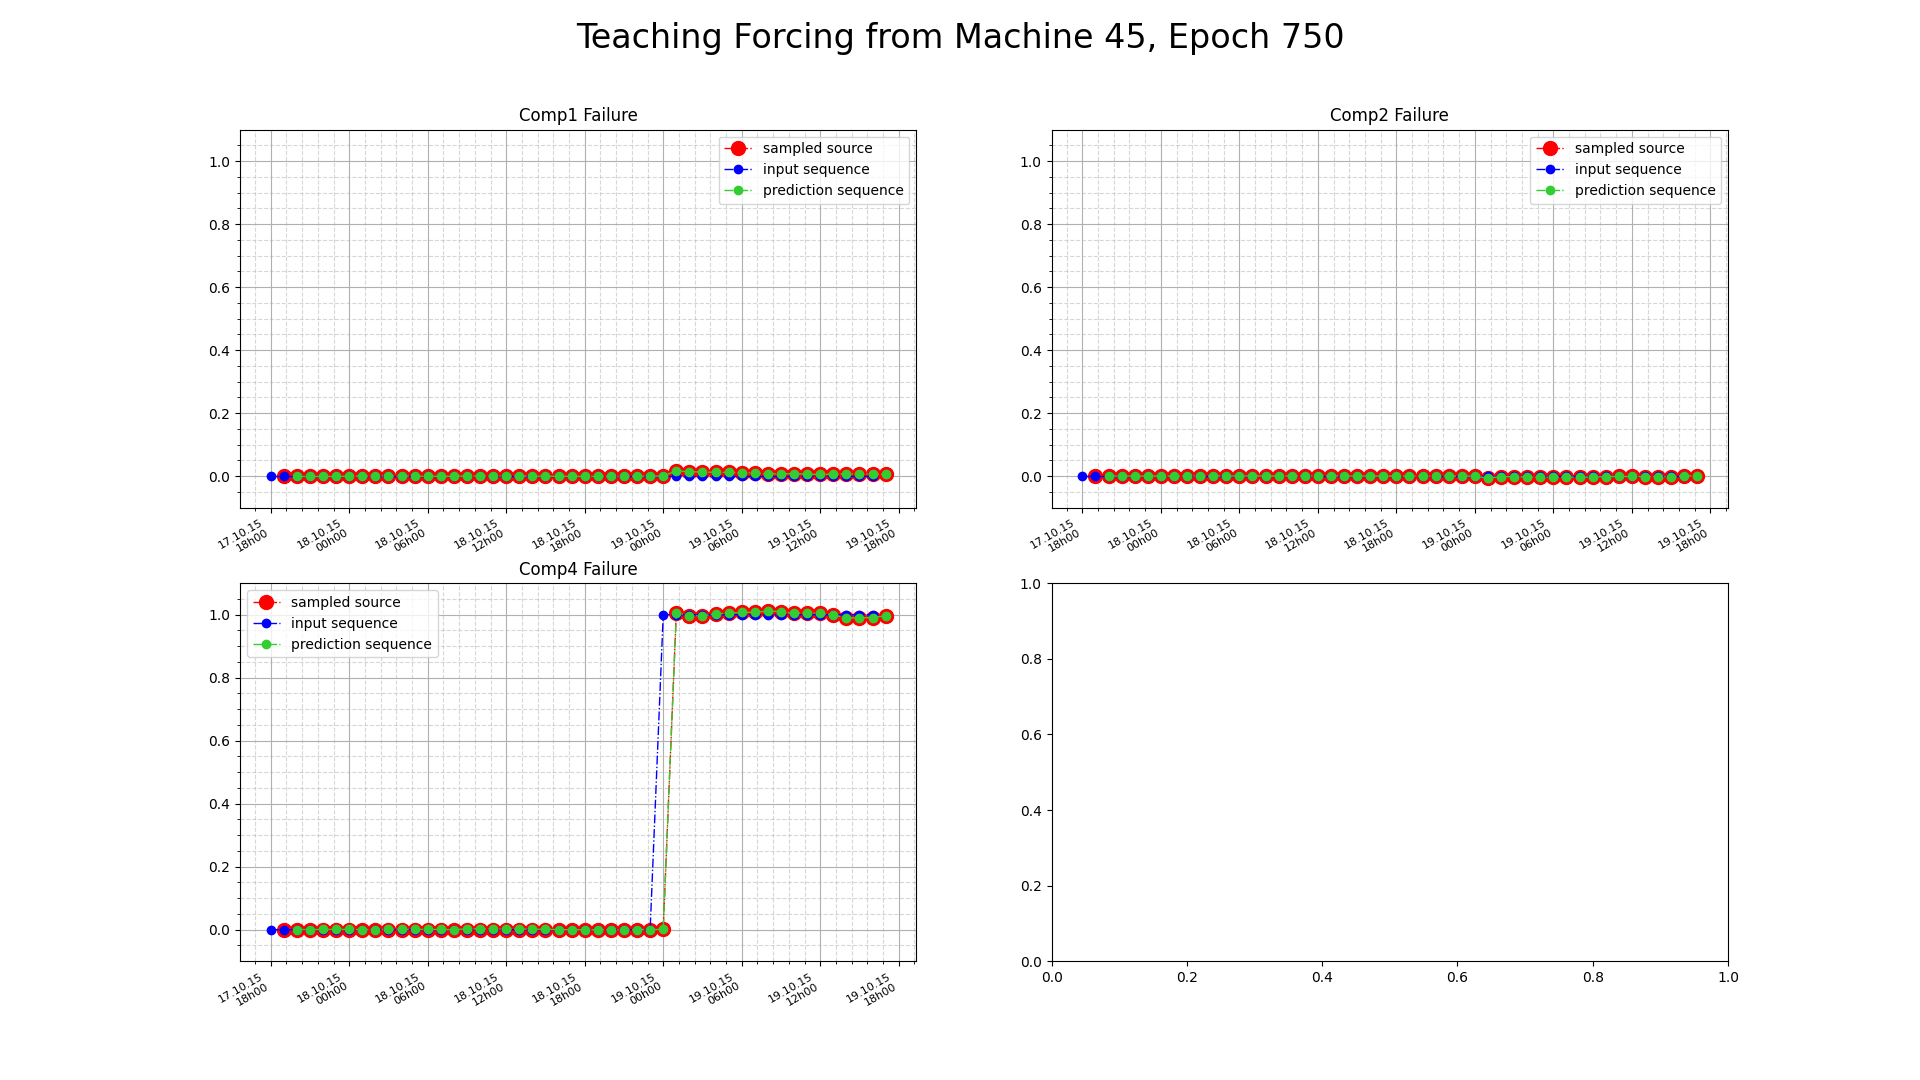 Teaching Forcing from Machine 45, Epoch 750
Comp1 Failure
1.0
0.8
0.6
0.4
0.2
0.0
sampled source
input sequence
prediction sequence
17.10.15
18h00
18.10.15
00h00
18.10.15
06h00
18.10.15
12h00
18.10.15
18h00
19.10.15
00h00
19.10.15
06h00
19.10.15
12h00
19.10.15
18h00
Comp2 Failure
1.0
0.8
0.6
0.4
0.2
0.0
sampled source
input sequence
prediction sequence
17.10.15
18h00
18.10.15
00h00
18.10.15
06h00
18.10.15
12h00
18.10.15
18h00
19.10.15
00h00
19.10.15
06h00
19.10.15
12h00
19.10.15
18h00
Comp4 Failure
1.0
0.8
0.6
0.4
0.2
0.0
sampled source
input sequence
prediction sequence
17.10.15
18h00
18.10.15
00h00
18.10.15
06h00
18.10.15
12h00
18.10.15
18h00
19.10.15
00h00
19.10.15
06h00
19.10.15
12h00
19.10.15
18h00
1.0
0.8
0.6
0.4
0.2
0.0
0.0 0.2 0.4 0.6 0.8 1.0